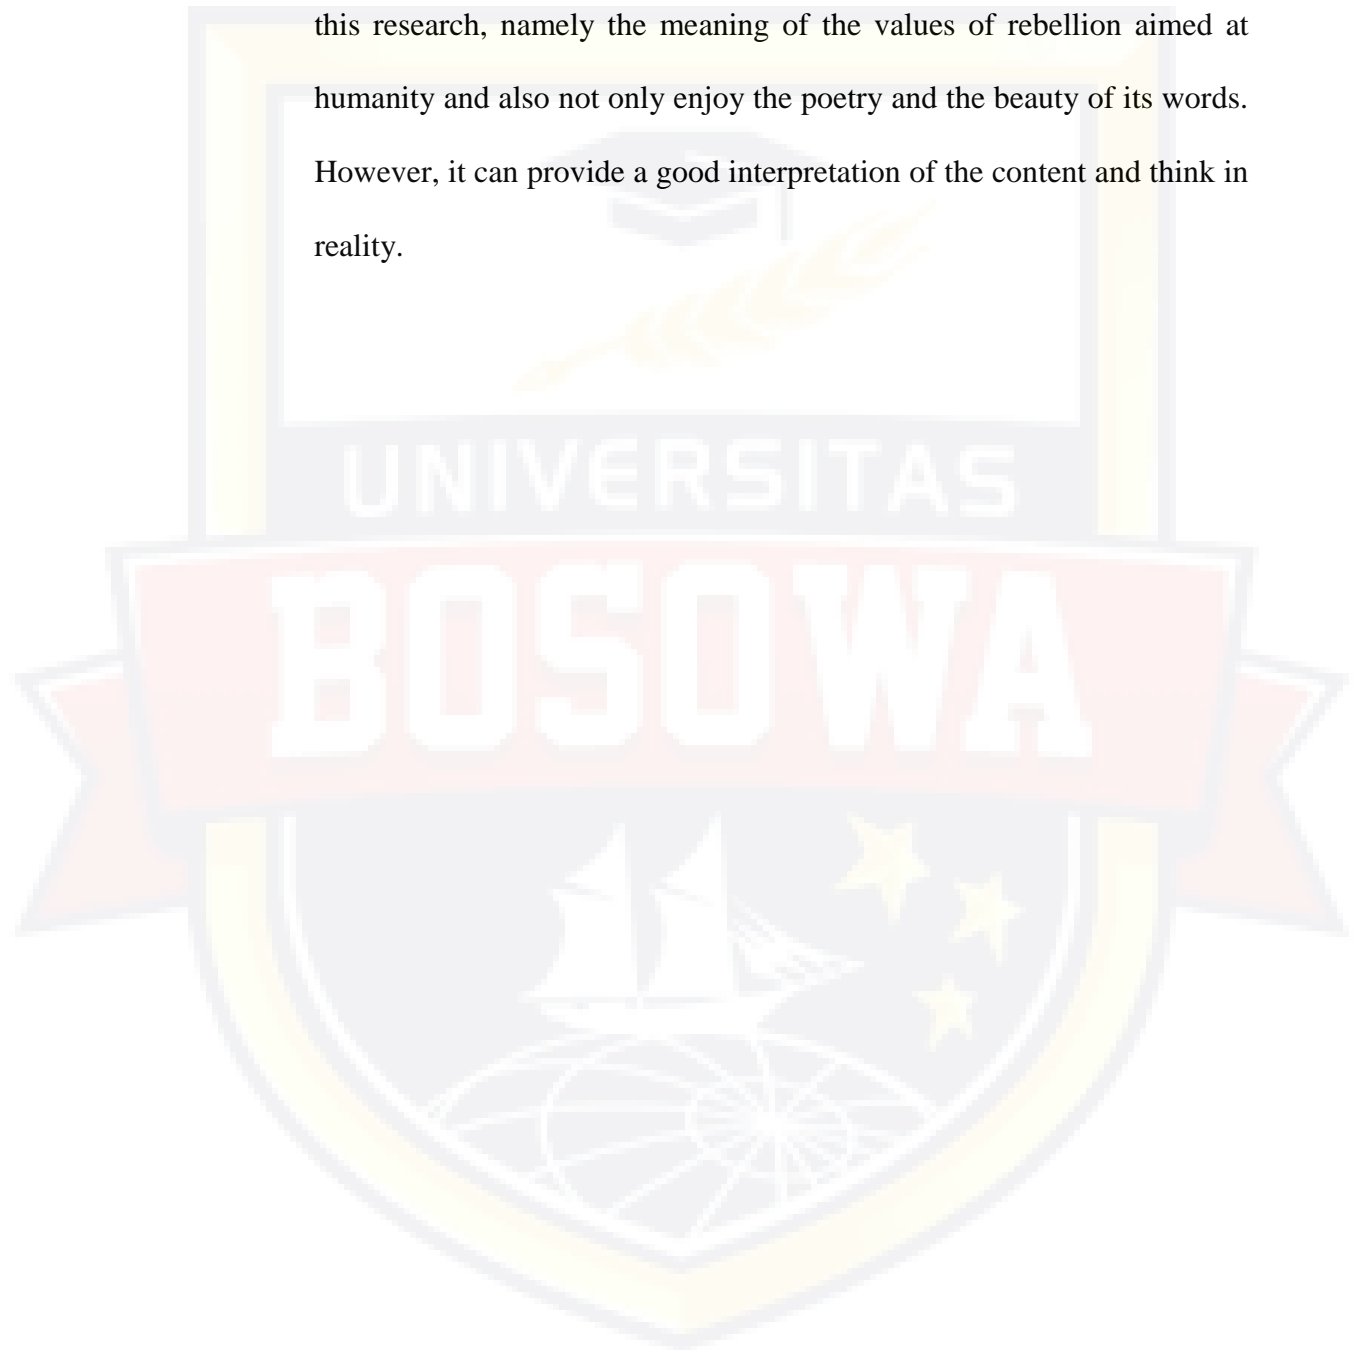 this research, namely the meaning of the values of rebellion aimed at
humanity and also not only enjoy the poetry and the beauty of its words.
However, it can provide a good interpretation of the content and think in
reality.
UNIVERSITAS
BOSOWA